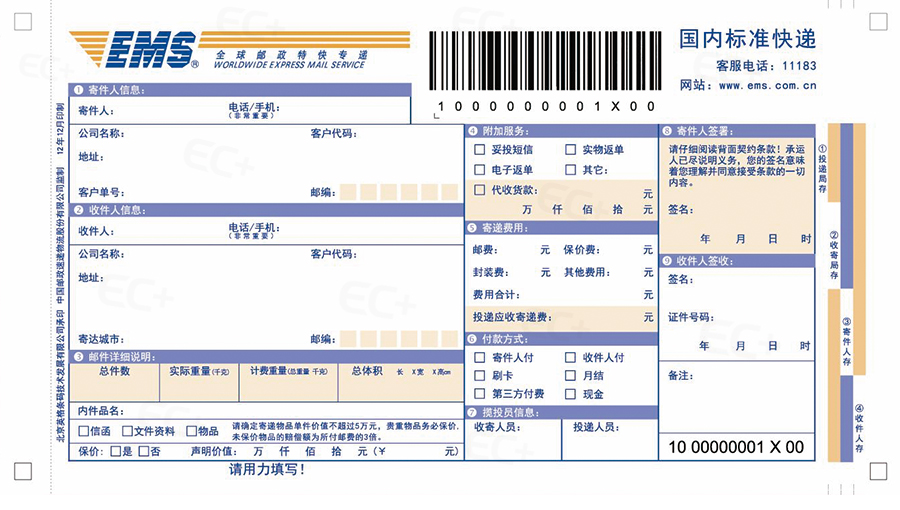 EMS®
全球邮政特快专递
WORLDWIDE EXPRESS MAIL SERVICE
1 0 0 0 0 0 0 0 0 0 1 X 0 0
国内标准快递
客服电话：11183
网站：www.ems.com.cn
① 寄件人信息：
寄件人：
电话/手机：
（非常重要）
公司名称：
客户代码：
地址：
客户单号：
邮编：
② 收件人信息：
收件人：
电话/手机：
（非常重要）
公司名称：
客户代码：
地址：
寄达城市：
邮编：
③ 邮件详细说明：
总件数
实际重量（千克）
计费重量（总重量 千克）
总体积 长 X宽 X高cm
内件品名：
□信函 □文件资料 □物品
请确定寄递物品单件价值不超过5万元，贵重物品务必保价.
未保价物品的赔偿额为所付邮费的3倍。
保价：□是 □否 声明价值： 万 仟 佰 拾 元（¥ 元）
④ 附加服务：
□ 妥投短信 □ 实物返单
□ 电子返单 □ 其它：
□ 代收货款： 元
万 仟 佰 拾 元
⑤ 寄递费用：
邮费： 元 保价费： 元
封装费： 元 其他费用： 元
费用合计： 元
投递应收寄递费： 元
⑥ 付款方式：
□ 寄件人付 □ 收件人付
□ 刷卡 □ 月结
□ 第三方付费 □ 现金
⑦ 揽投员信息：
收寄人员：
投递人员：
⑧ 寄件人签署：
请仔细阅读背面契约条款！承运
人已尽说明义务，您的签名意味
着您理解并同意接受条款的一切
内容。
签名：
年 月 日 时
⑨ 收件人签收：
签名：
证件号码：
年 月 日 时
备注：
10 00000001 X 00
①投递局存
②收寄局存
③寄件人存
④收件人存
北京英格条码技术发展有限公司承印 中国邮政速递物流股份有限公司监制 12年12月印制
请用力填写！
EC+
EC+
EC+
EC+
EC+
EC+